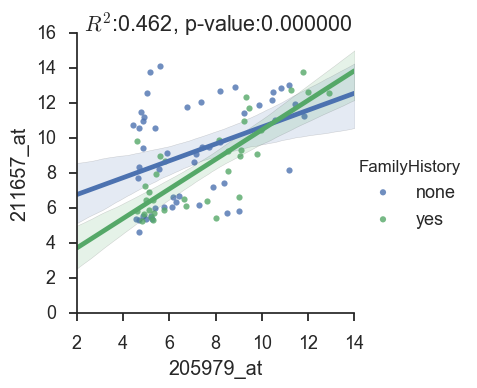 R²:0.462, p-value:0.000000
16
14
12
10
8
6
4
2
0
211657_at
2 4 6 8 10 12 14
205979_at
FamilyHistory
none
yes